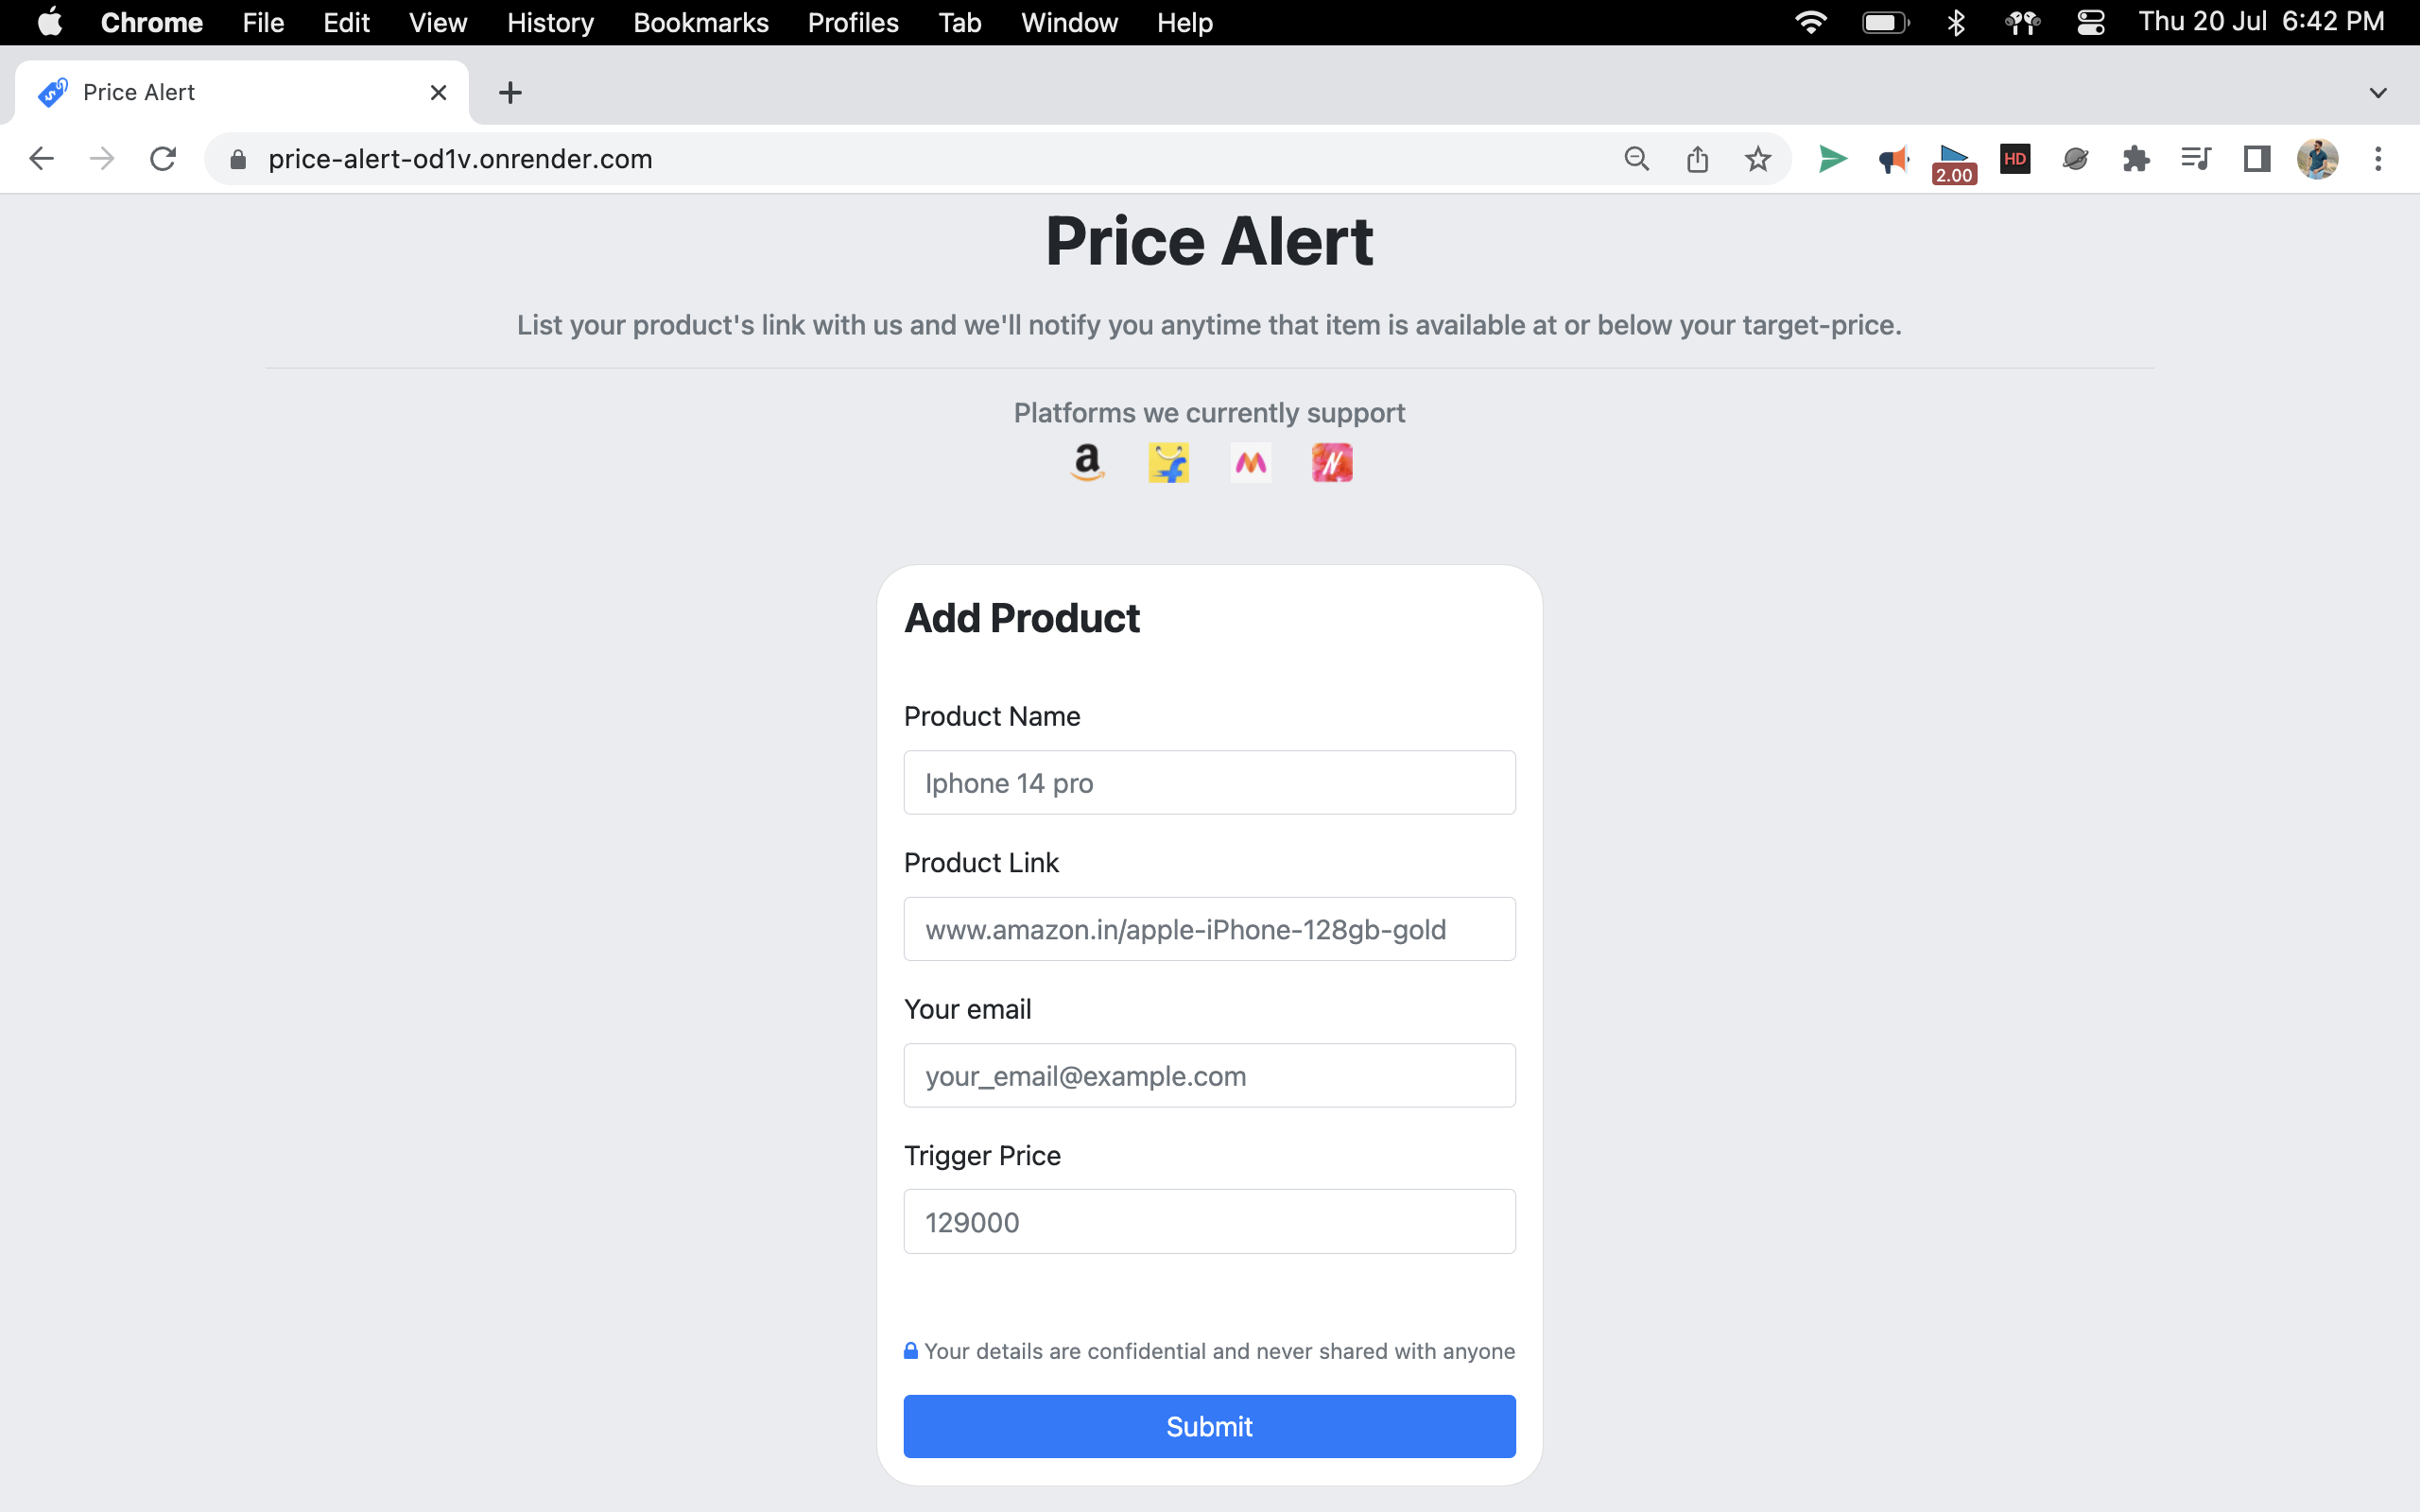 Chrome File Edit View History Bookmarks Profiles Tab Window Help Thu 20 Jul 6:42 PM
Price Alert
price-alert-od1v.onrender.com HD 2.00
Price Alert
List your product's link with us and we'll notify you anytime that item is available at or below your target-price.
Platforms we currently support
Add Product
Product Name
Iphone 14 pro
Product Link
www.amazon.in/apple-iPhone-128gb-gold
Your email
your_email@example.com
Trigger Price
129000
Your details are confidential and never shared with anyone
Submit